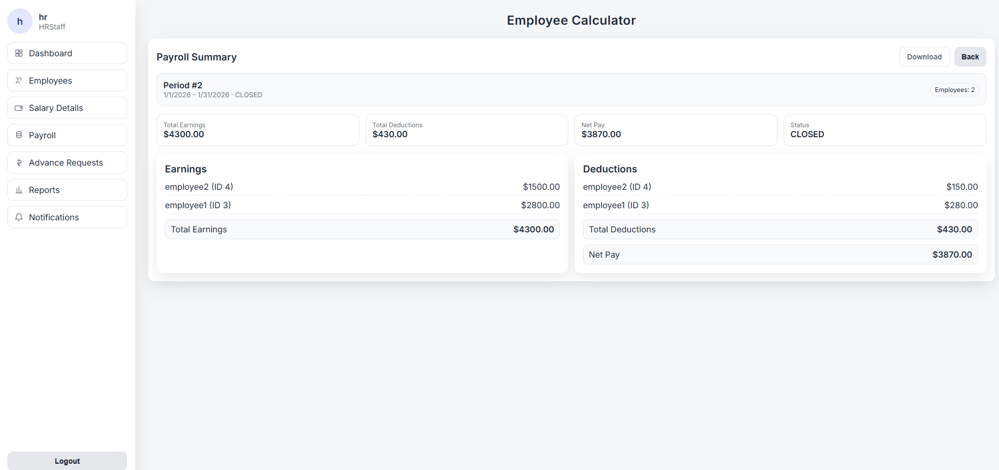 h
hr
HRStaff
Dashboard
Employees
Salary Details
Payroll
Advance Requests
Reports
Notifications
Logout
Employee Calculator
Payroll Summary
Download
Back
Period #2
1/1/2026 - 1/31/2026 · CLOSED
Employees: 2
Total Earnings
$4300.00
Total Deductions
$430.00
Net Pay
$3870.00
Status
CLOSED
Earnings
employee2 (ID 4) $1500.00
employee1 (ID 3) $2800.00
Total Earnings $4300.00
Deductions
employee2 (ID 4) $150.00
employee1 (ID 3) $280.00
Total Deductions $430.00
Net Pay $3870.00